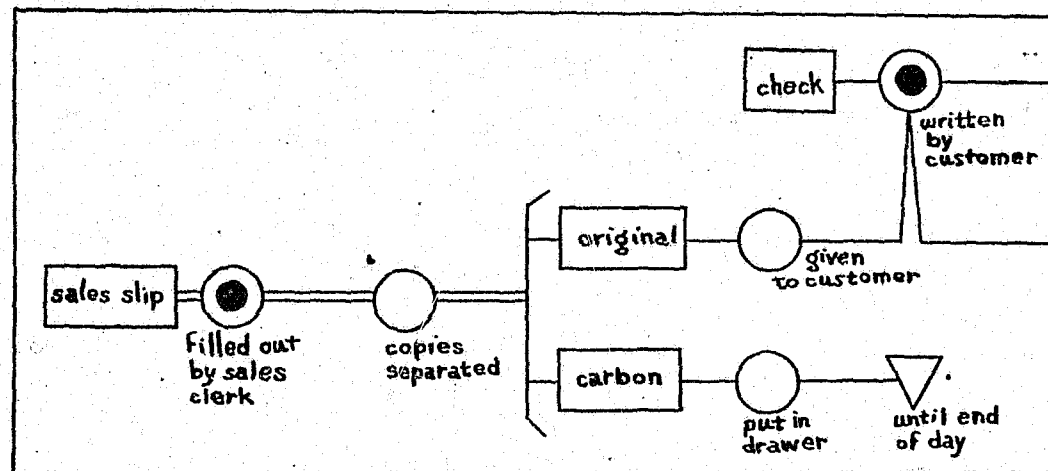 check
written
by
customer
original
given
to customer
sales slip
filled out
by sales
clerk
copies
separated
carbon
put in
drawer
until end
of day